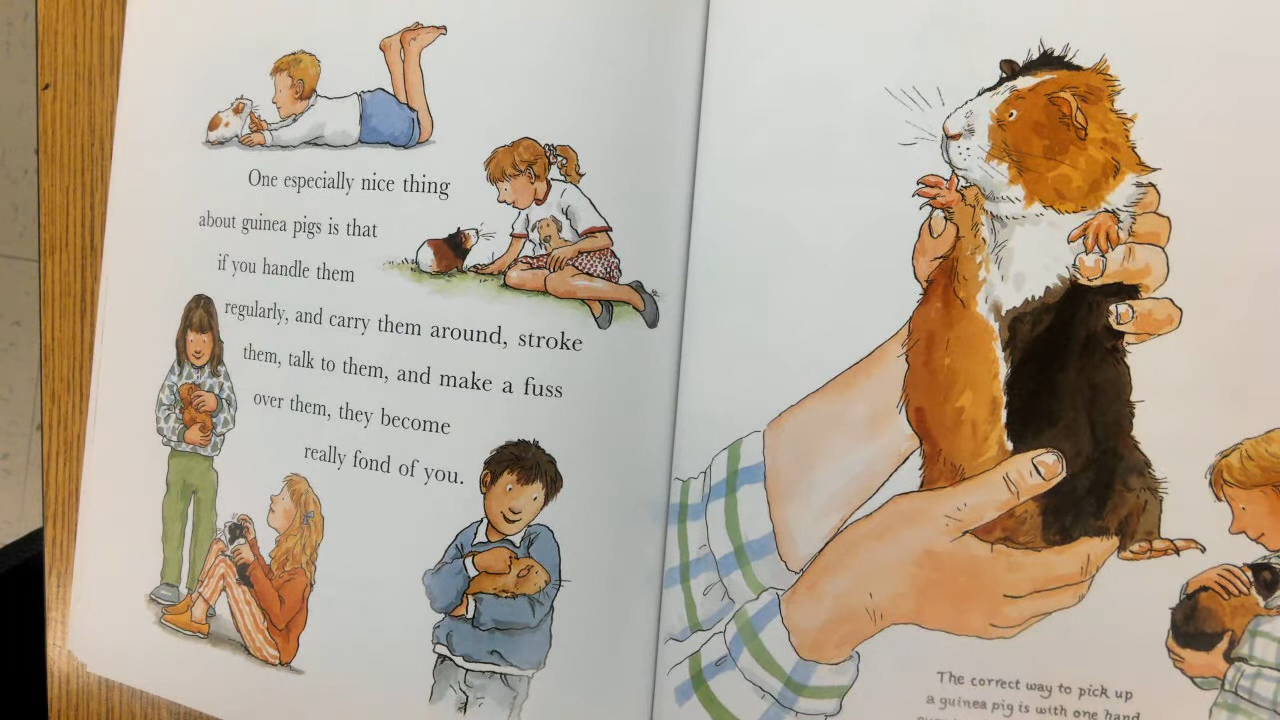 One especially nice thing
about guinea pigs is that
if you handle them
regularly, and carry them around, stroke
them, talk to them, and make a fuss
over them, they become
really fond of you.
The correct way to pick up
a guinea pig is with one hand